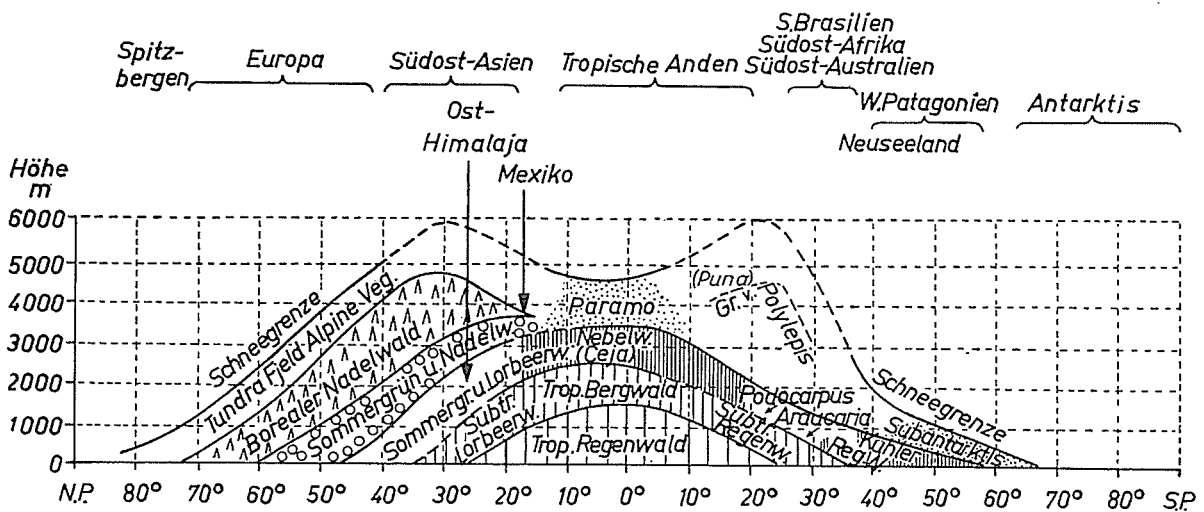 Spitz-
bergen
Europa
Südost-Asien
Tropische Anden
S.Brasilien
Südost-Afrika
Südost-Australien
W.Patagonien
Neuseeland
Antarktis
Ost-
Himalaja
Mexiko
Höhe
m
6000
5000
4000
3000
2000
1000
0
Schneegrenze
Tundra Fjeld-Alpine Veg.
Borealer Nadelwald
Sommergrün u. Nadelw.
Sommergr.u.Lorbeerw.
Subtr.
Lorbeerw.
Paramo
Nebelw.
(Ceja)
Trop.Bergwald
Trop.Regenwald
(Puna)
Gr.V.
Polylepis
Podocarpus
Araucaria
Subtr.
Regenw.
Kühler
Regw.
Subantarktis
Schneegrenze
N.P. 80° 70° 60° 50° 40° 30° 20° 10° 0° 10° 20° 30° 40° 50° 60° 70° 80° S.P.